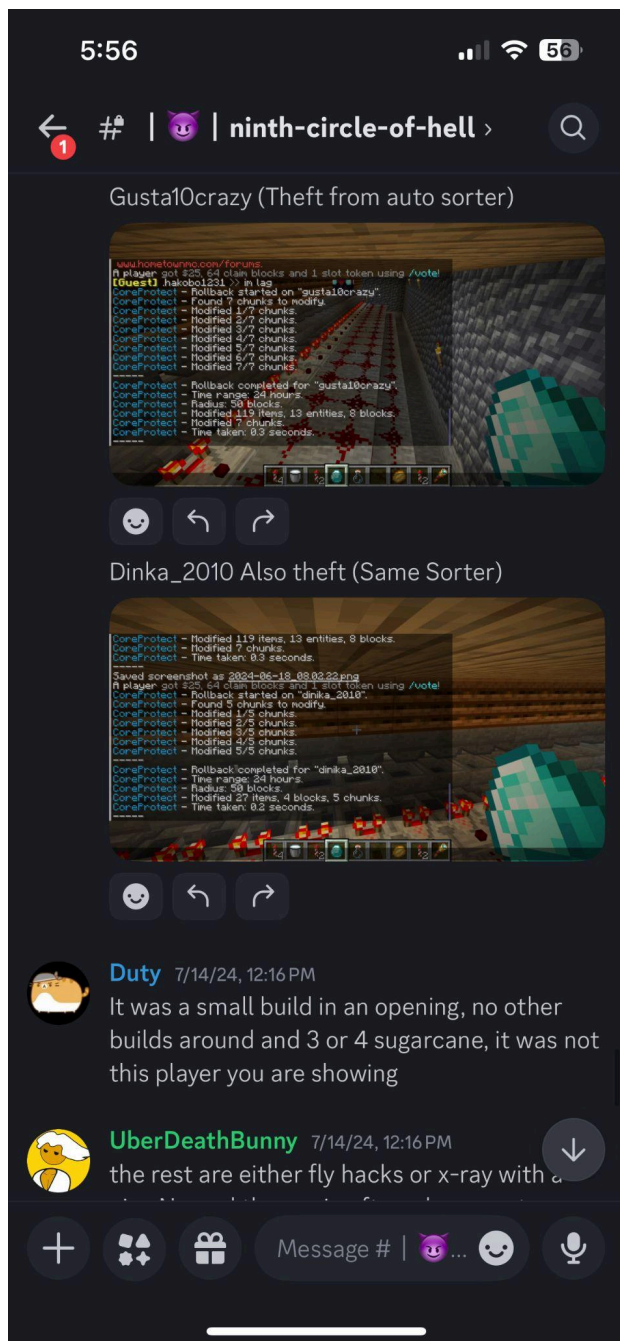 5:56
56
1
# | 😈 | ninth-circle-of-hell ›
Gusta10crazy (Theft from auto sorter)
www.hometownmc.com/forums.
A player got $25, 64 claim blocks and 1 slot token using /vote!
[Guest] .hakobo1231 >> im lag
CoreProtect - Rollback started on "gusta10crazy".
CoreProtect - Found 7 chunks to modify.
CoreProtect - Modified 1/7 chunks.
CoreProtect - Modified 2/7 chunks.
CoreProtect - Modified 3/7 chunks.
CoreProtect - Modified 4/7 chunks.
CoreProtect - Modified 5/7 chunks.
CoreProtect - Modified 6/7 chunks.
CoreProtect - Modified 7/7 chunks.
-----
CoreProtect - Rollback completed for "gusta10crazy".
CoreProtect - Time range: 24 hours.
CoreProtect - Radius: 50 blocks.
CoreProtect - Modified 119 items, 13 entities, 8 blocks.
CoreProtect - Modified 7 chunks.
CoreProtect - Time taken: 0.3 seconds.
-----
4 2 2
Dinka_2010 Also theft (Same Sorter)
CoreProtect - Modified 119 items, 13 entities, 8 blocks.
CoreProtect - Modified 7 chunks.
CoreProtect - Time taken: 0.3 seconds.
-----
Saved screenshot as 2024-06-18_08.02.22.png
A player got $25, 64 claim blocks and 1 slot token using /vote!
CoreProtect - Rollback started on "dinika_2010".
CoreProtect - Found 5 chunks to modify.
CoreProtect - Modified 1/5 chunks.
CoreProtect - Modified 2/5 chunks.
CoreProtect - Modified 3/5 chunks.
CoreProtect - Modified 4/5 chunks.
CoreProtect - Modified 5/5 chunks.
-----
CoreProtect - Rollback completed for "dinika_2010".
CoreProtect - Time range: 24 hours.
CoreProtect - Radius: 50 blocks.
CoreProtect - Modified 27 items, 4 blocks, 5 chunks.
CoreProtect - Time taken: 0.2 seconds.
-----
4 2 2
Duty 7/14/24, 12:16 PM
It was a small build in an opening, no other
builds around and 3 or 4 sugarcane, it was not
this player you are showing
UberDeathBunny 7/14/24, 12:16 PM
the rest are either fly hacks or x-ray with a
Message # | 😈...